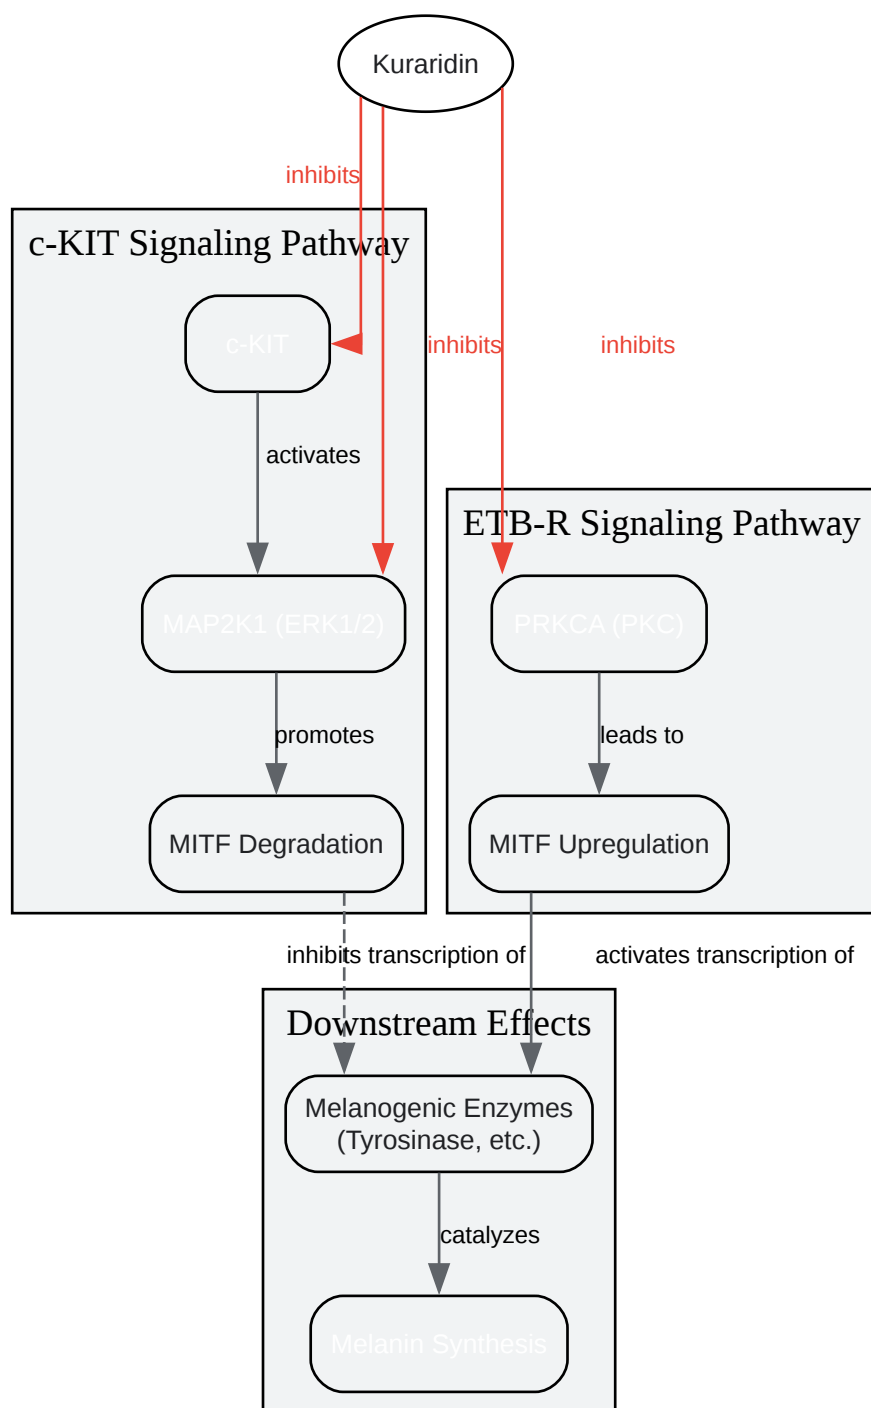 Kuraridin
inhibits
c-KIT Signaling Pathway
c-KIT
inhibits
inhibits
activates
ETB-R Signaling Pathway
MAP2K1 (ERK1/2)
PRKCA (PKC)
promotes
leads to
MITF Degradation
MITF Upregulation
inhibits transcription of
activates transcription of
Downstream Effects
Melanogenic Enzymes
(Tyrosinase, etc.)
catalyzes
Melanin Synthesis